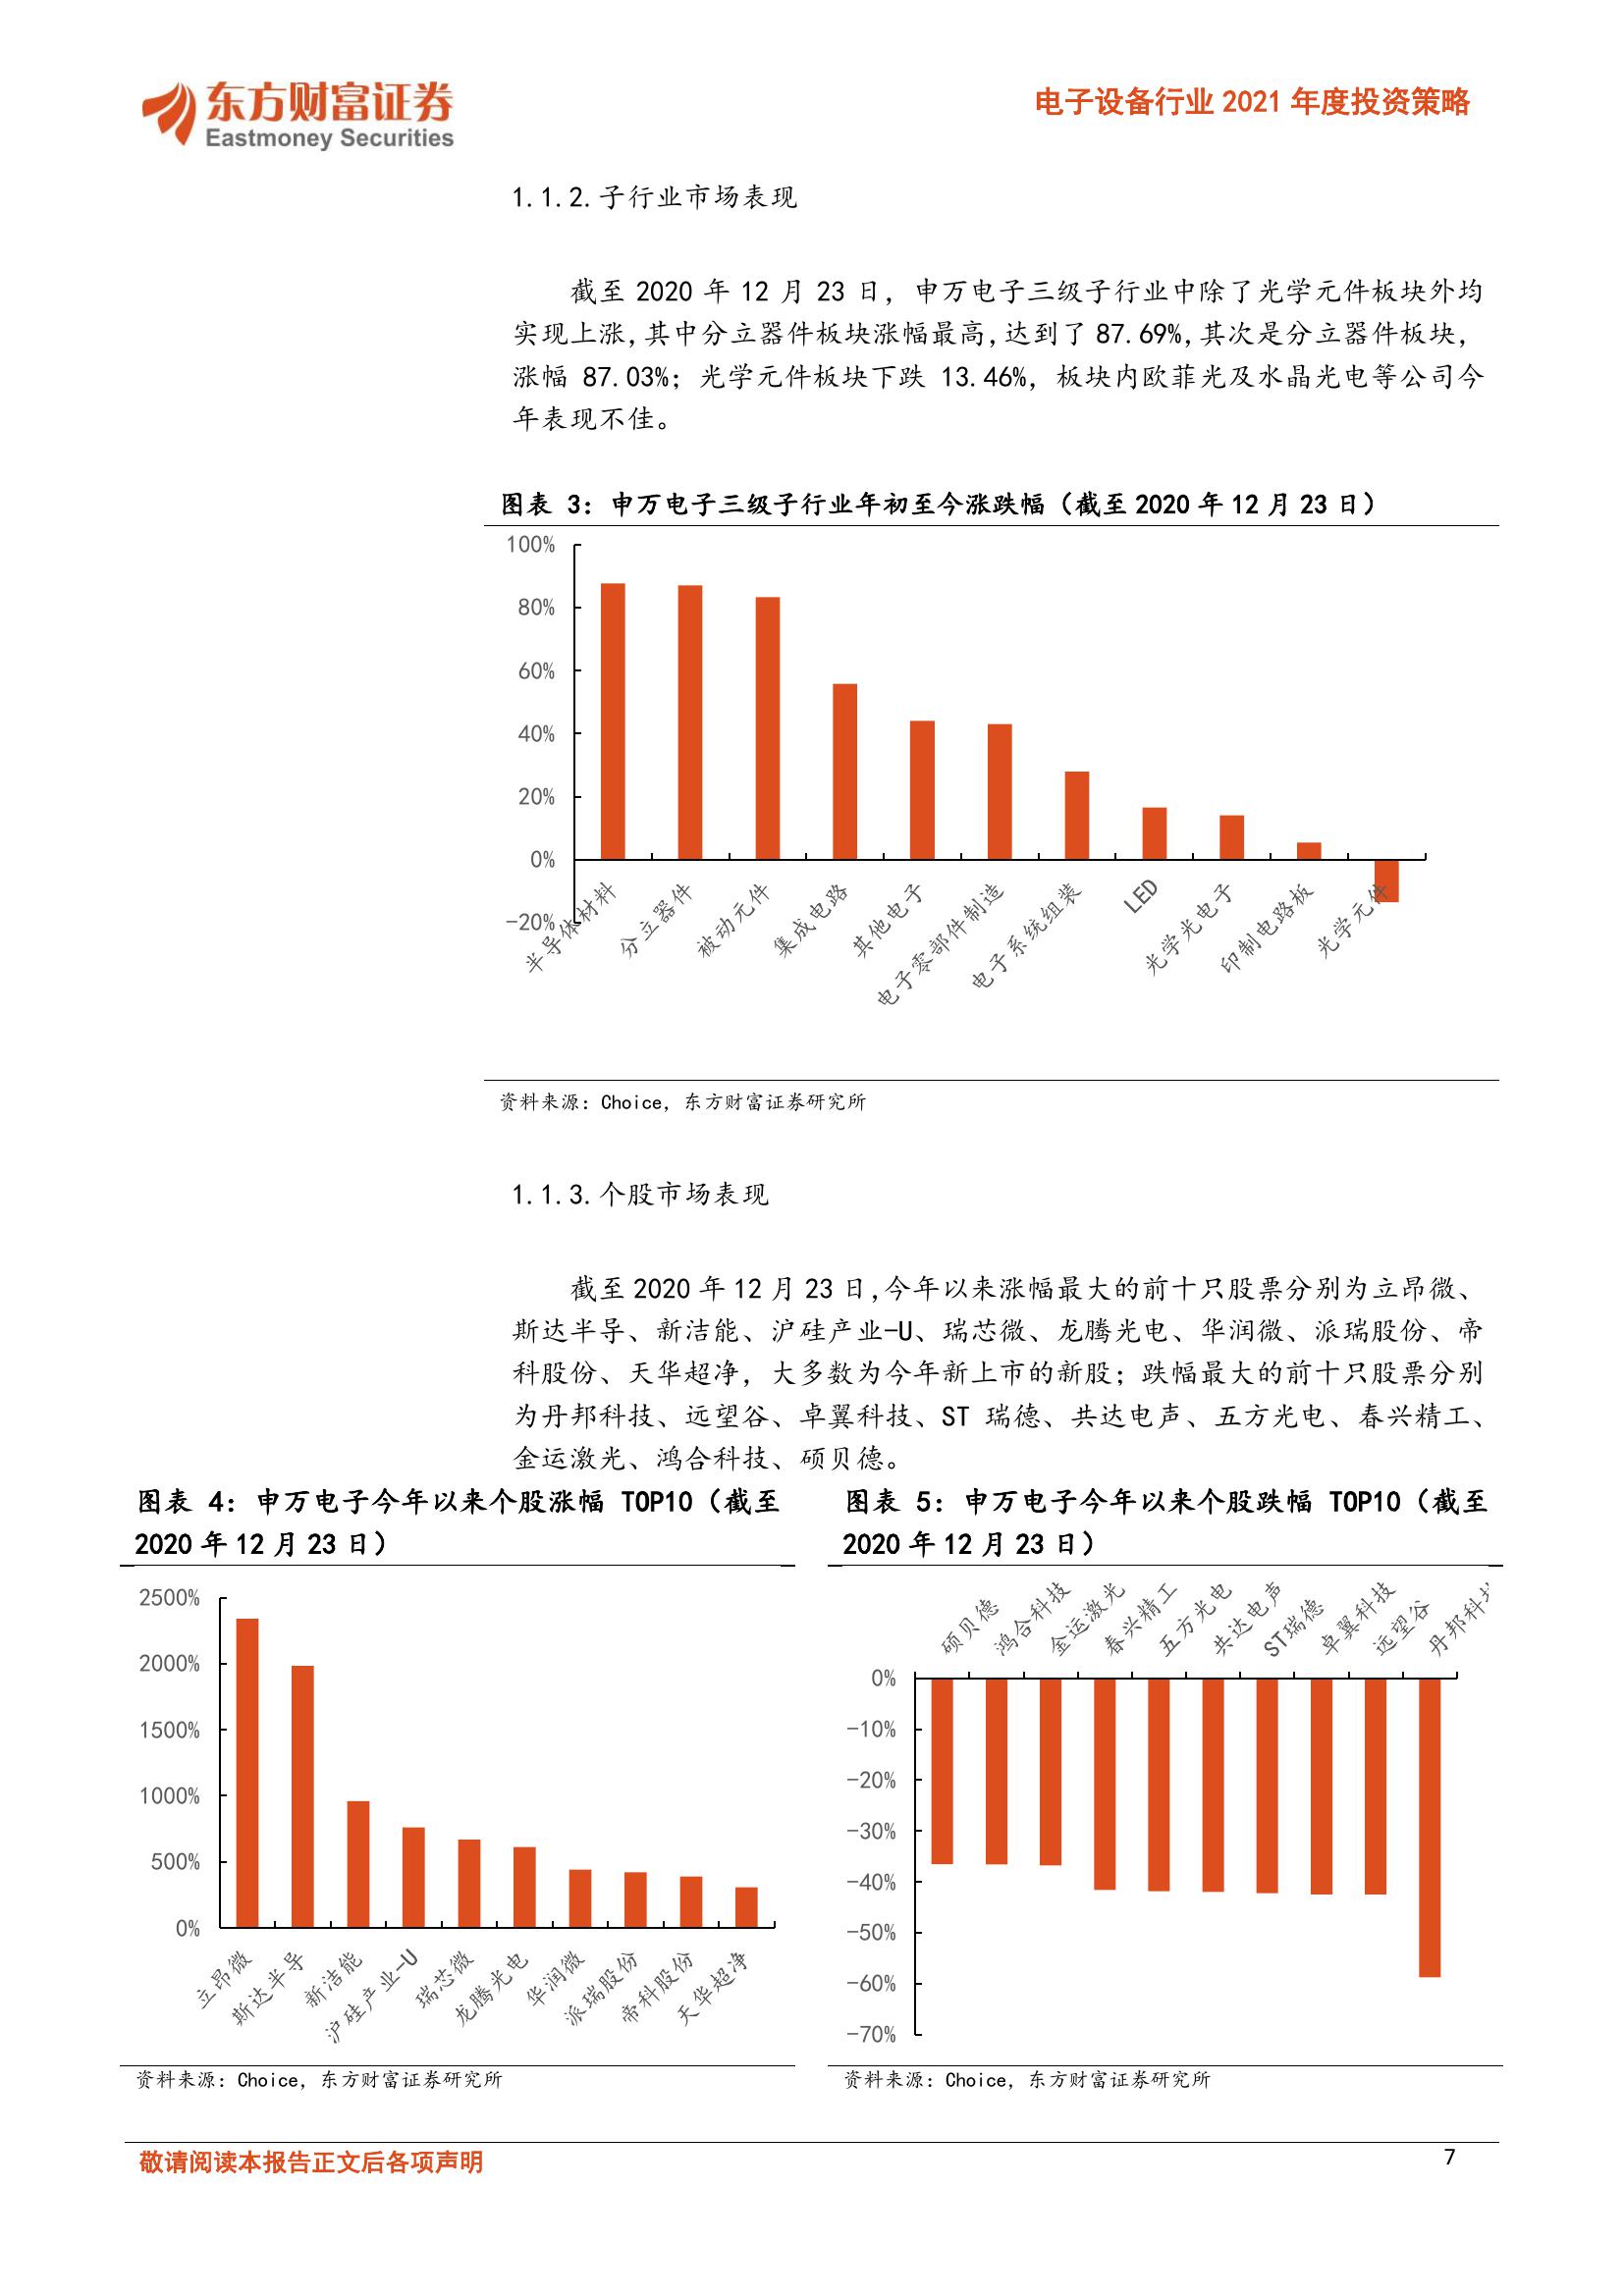 东方财富证券
Eastmoney Securities
电子设备行业 2021 年度投资策略
1.1.2.子行业市场表现
截至 2020 年 12 月 23 日，申万电子三级子行业中除了光学元件板块外均
实现上涨,其中分立器件板块涨幅最高,达到了 87.69%,其次是分立器件板块,
涨幅 87.03%；光学元件板块下跌 13.46%，板块内欧菲光及水晶光电等公司今
年表现不佳。
图表 3：申万电子三级子行业年初至今涨跌幅（截至 2020 年 12 月 23 日）
100%
80%
60%
40%
20%
0%
-20%
半导体材料
分立器件
被动元件
集成电路
其他电子
电子零部件制造
电子系统组装
LED
光学光电子
印制电路板
光学元件
资料来源：Choice，东方财富证券研究所
1.1.3.个股市场表现
截至 2020 年 12 月 23 日,今年以来涨幅最大的前十只股票分别为立昂微、
斯达半导、新洁能、沪硅产业-U、瑞芯微、龙腾光电、华润微、派瑞股份、帝
科股份、天华超净，大多数为今年新上市的新股；跌幅最大的前十只股票分别
为丹邦科技、远望谷、卓翼科技、ST 瑞德、共达电声、五方光电、春兴精工、
金运激光、鸿合科技、硕贝德。
图表 4：申万电子今年以来个股涨幅 TOP10（截至
2020 年 12 月 23 日）
2500%
2000%
1500%
1000%
500%
0%
立昂微
斯达半导
新洁能
沪硅产业-U
瑞芯微
龙腾光电
华润微
派瑞股份
帝科股份
天华超净
资料来源：Choice，东方财富证券研究所
图表 5：申万电子今年以来个股跌幅 TOP10（截至
2020 年 12 月 23 日）
硕贝德
鸿合科技
金运激光
春兴精工
五方光电
共达电声
ST瑞德
卓翼科技
远望谷
丹邦科
0%
-10%
-20%
-30%
-40%
-50%
-60%
-70%
资料来源：Choice，东方财富证券研究所
敬请阅读本报告正文后各项声明
7